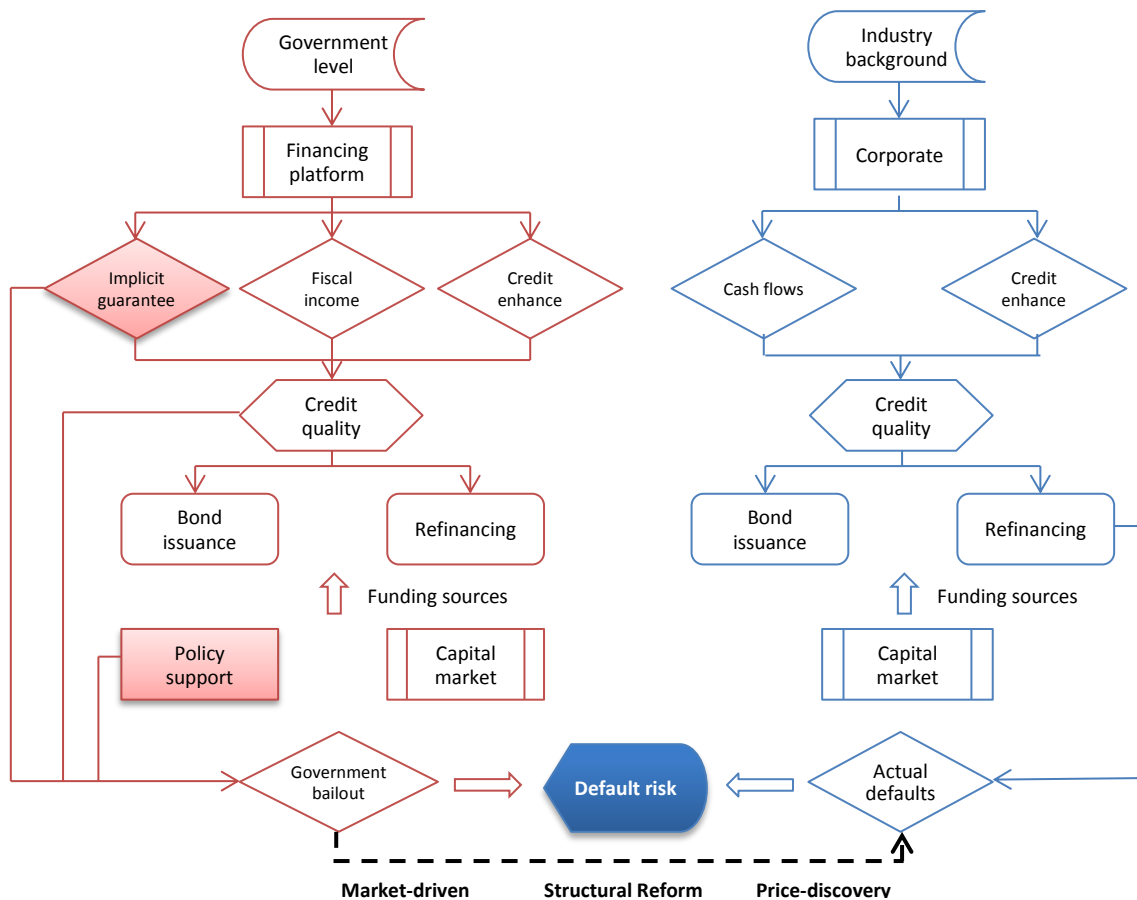 Government
level
Industry
background
Financing
platform
Corporate
Implicit
guarantee
Fiscal
income
Credit
enhance
Cash flows
Credit
enhance
Credit
quality
Credit
quality
Bond
issuance
Refinancing
Bond
issuance
Refinancing
Funding sources
Funding sources
Policy
support
Capital
market
Capital
market
Government
bailout
Default risk
Actual
defaults
Market-driven
Structural Reform
Price-discovery